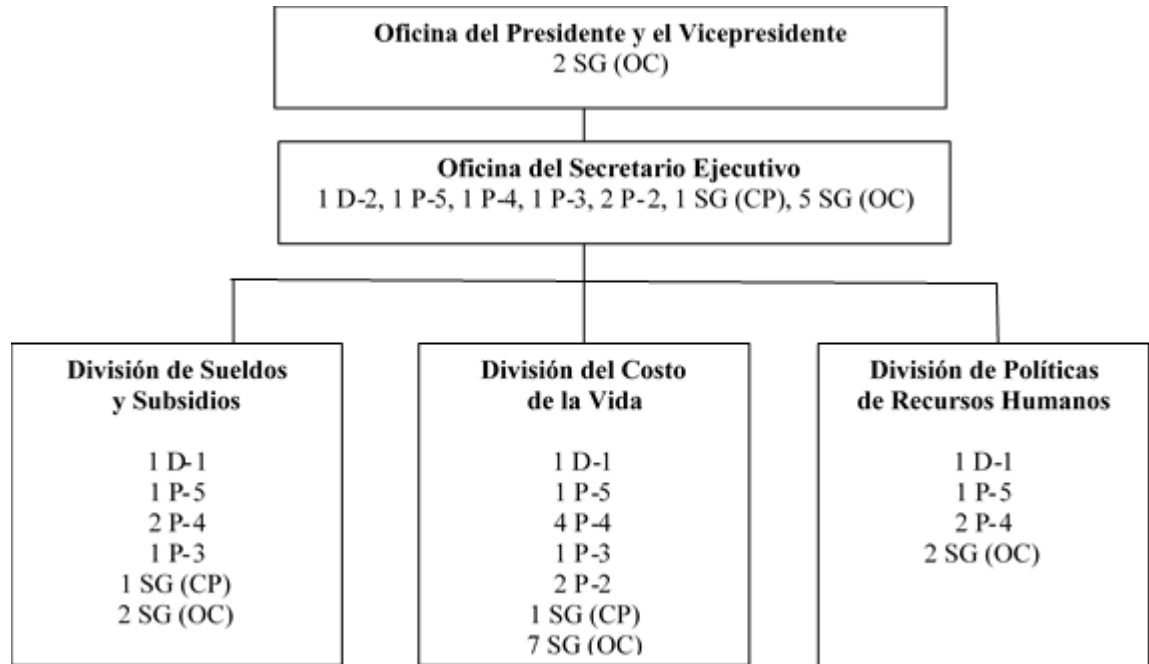 Oficina del Presidente y el Vicepresidente
2 SG (OC)
Oficina del Secretario Ejecutivo
1 D-2, 1 P-5, 1 P-4, 1 P-3, 2 P-2, 1 SG (CP), 5 SG (OC)
División de Sueldos
y Subsidios
1 D-1
1 P-5
2 P-4
1 P-3
1 SG (CP)
2 SG (OC)
División del Costo
de la Vida
1 D-1
1 P-5
4 P-4
1 P-3
2 P-2
1 SG (CP)
7 SG (OC)
División de Políticas
de Recursos Humanos
1 D-1
1 P-5
2 P-4
2 SG (OC)